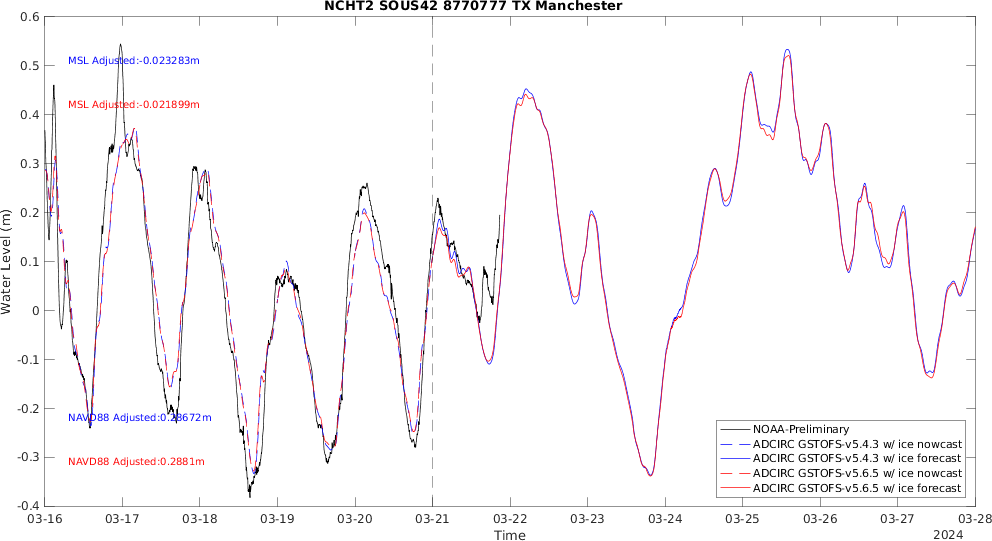 NCHT2 SOUS42 8770777 TX Manchester
0.6
0.5
0.4
0.3
0.2
0.1
0
-0.1
-0.2
-0.3
-0.4
Water Level (m)
MSL Adjusted:-0.023283m
MSL Adjusted:-0.021899m
NAVD88 Adjusted:0.28672m
NAVD88 Adjusted:0.2881m
NOAA-Preliminary
ADCIRC GSTOFS-v5.4.3 w/ ice nowcast
ADCIRC GSTOFS-v5.4.3 w/ ice forecast
ADCIRC GSTOFS-v5.6.5 w/ ice nowcast
ADCIRC GSTOFS-v5.6.5 w/ ice forecast
03-16 03-17 03-18 03-19 03-20 03-21 03-22 03-23 03-24 03-25 03-26 03-27 03-28
Time
2024